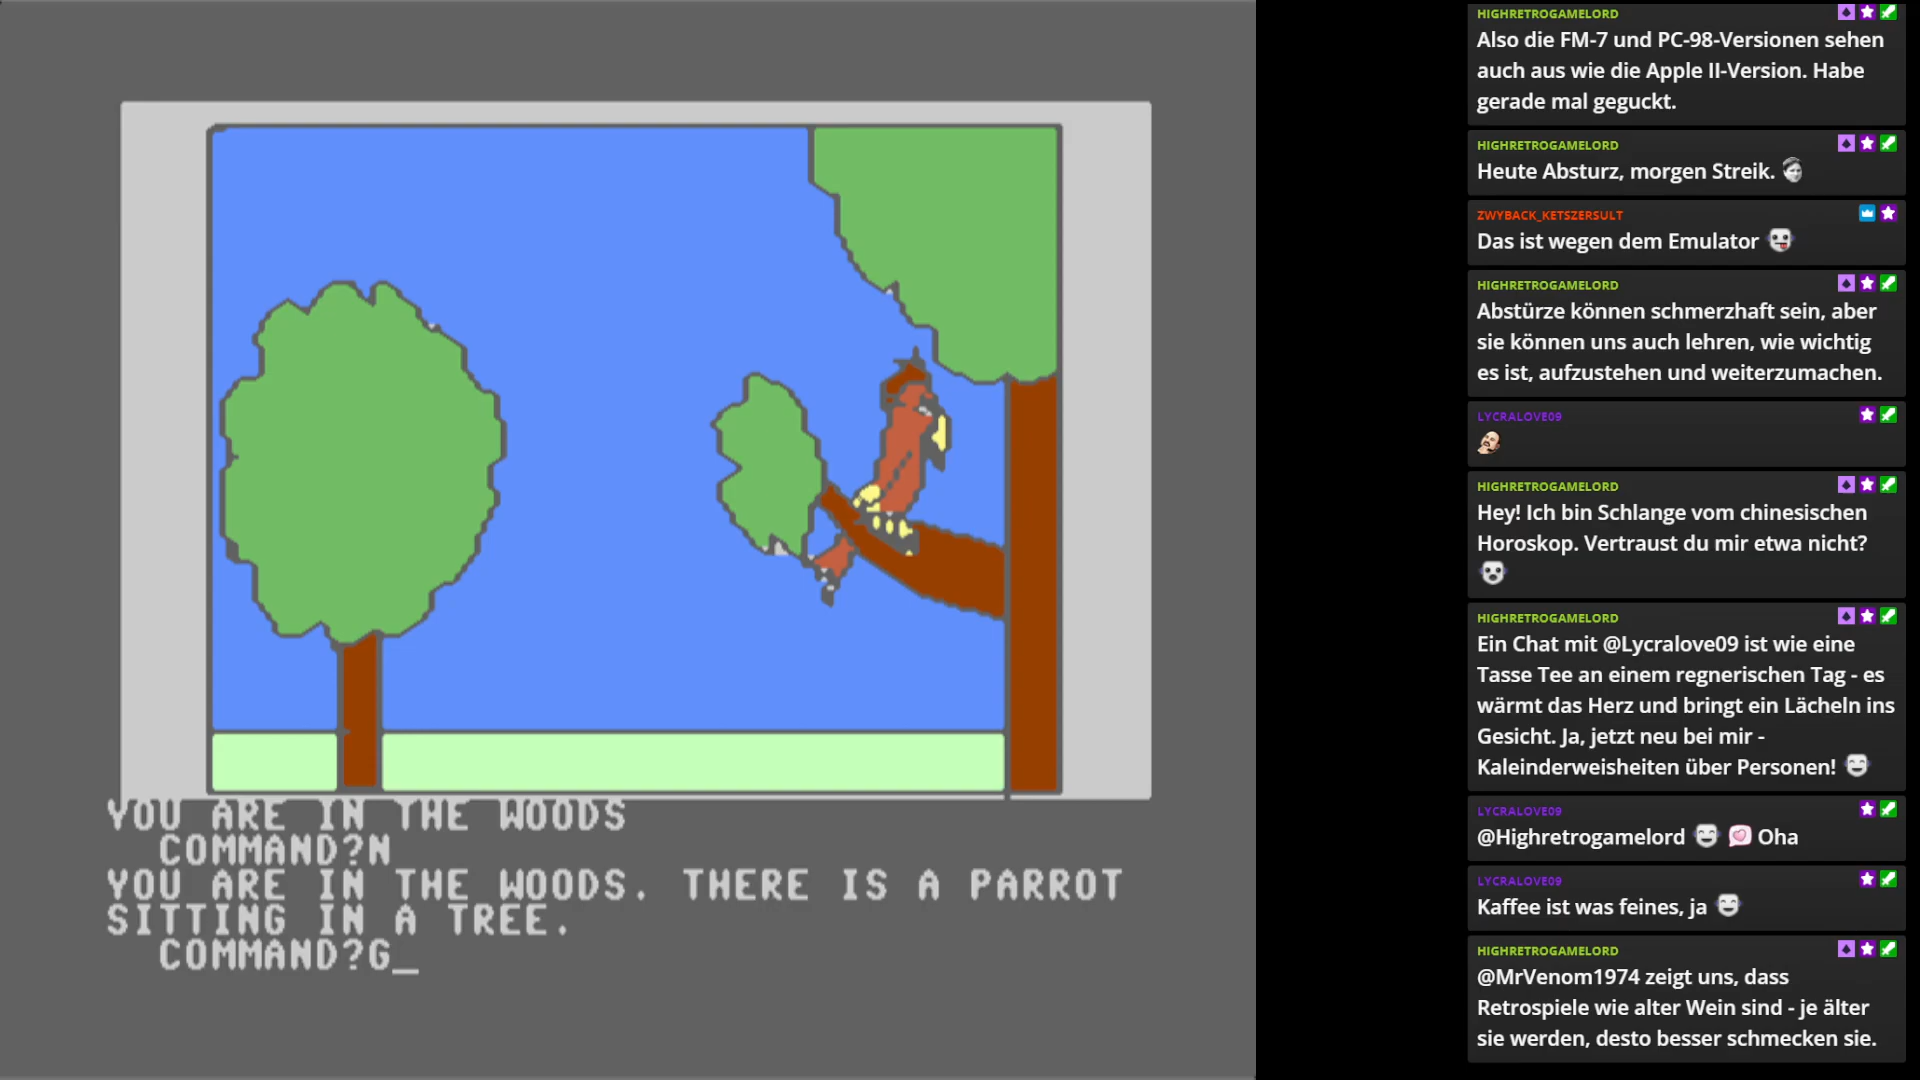 YOU ARE IN THE WOODS
COMMAND?N
YOU ARE IN THE WOODS. THERE IS A PARROT
SITTING IN A TREE.
COMMAND?G_
HIGHRETROGAMELORD
Also die FM-7 und PC-98-Versionen sehen
auch aus wie die Apple II-Version. Habe
gerade mal geguckt.
HIGHRETROGAMELORD
Heute Absturz, morgen Streik.
ZWYBACK_KETSZERSULT
Das ist wegen dem Emulator
HIGHRETROGAMELORD
Abstürze können schmerzhaft sein, aber
sie können uns auch lehren, wie wichtig
es ist, aufzustehen und weiterzumachen.
LYCRALOVE09
HIGHRETROGAMELORD
Hey! Ich bin Schlange vom chinesischen
Horoskop. Vertraust du mir etwa nicht?
HIGHRETROGAMELORD
Ein Chat mit @Lycralove09 ist wie eine
Tasse Tee an einem regnerischen Tag - es
wärmt das Herz und bringt ein Lächeln ins
Gesicht. Ja, jetzt neu bei mir -
Kaleinderweisheiten über Personen!
LYCRALOVE09
@Highretrogamelord Oha
LYCRALOVE09
Kaffee ist was feines, ja
HIGHRETROGAMELORD
@MrVenom1974 zeigt uns, dass
Retrospiele wie alter Wein sind - je älter
sie werden, desto besser schmecken sie.